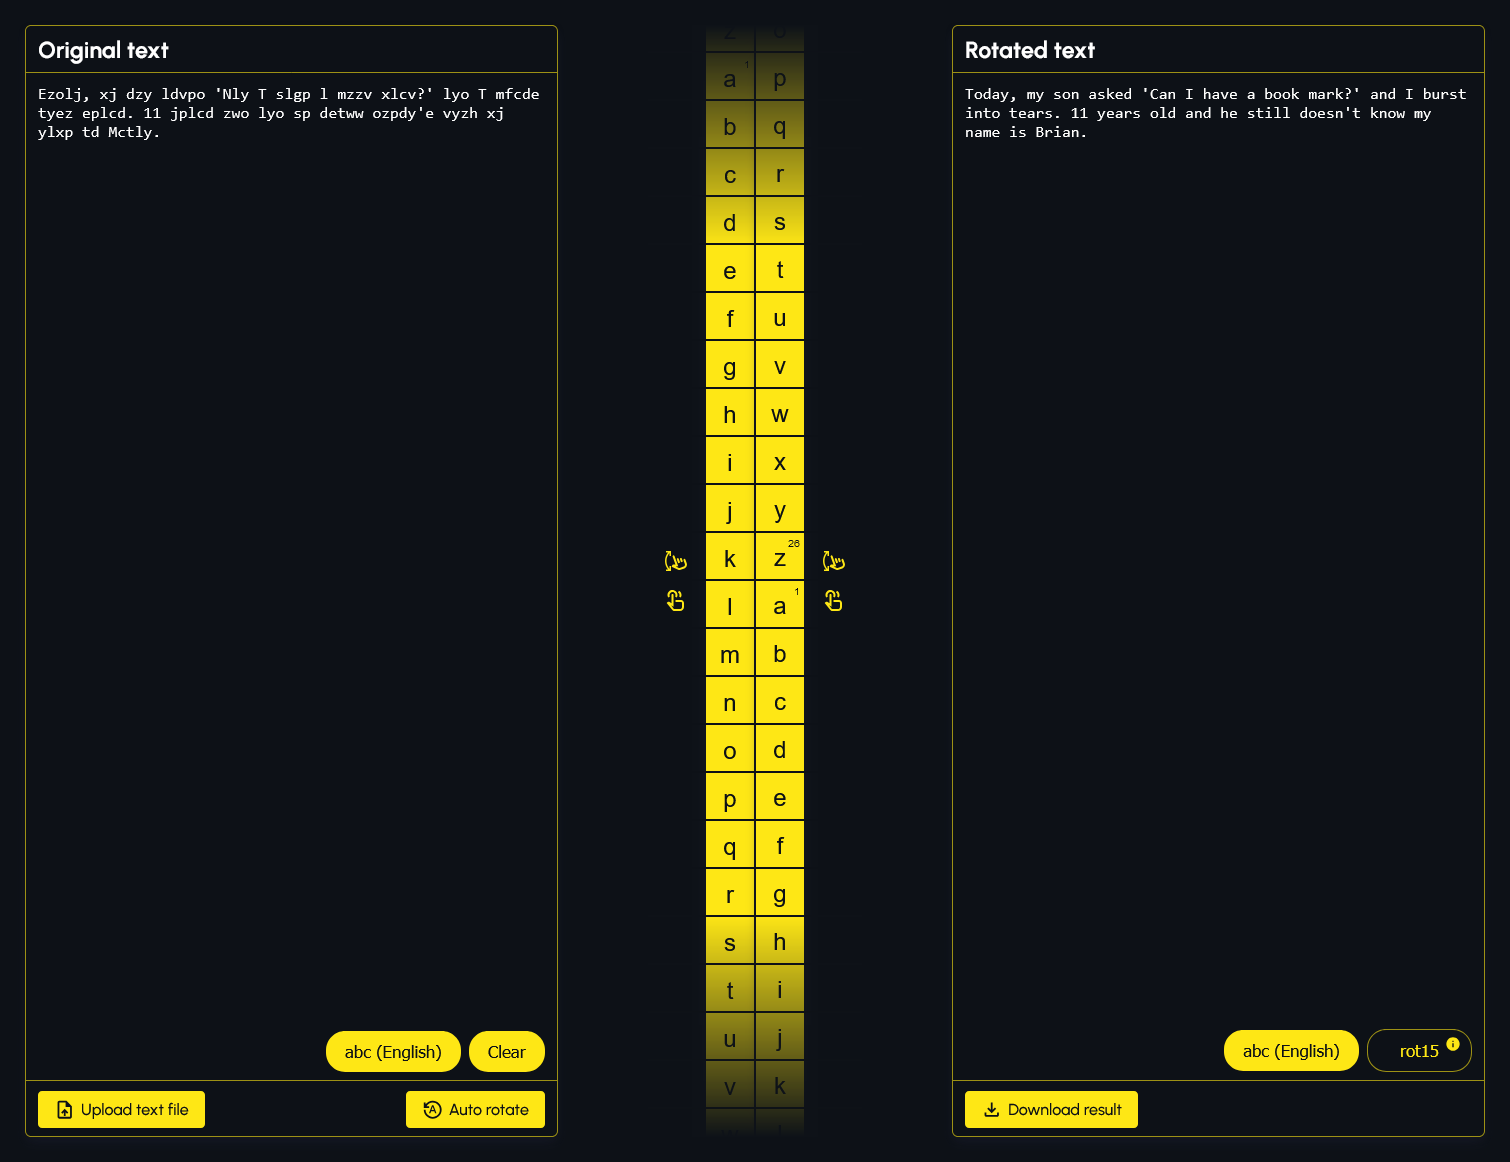 Original text
Ezolj, xj dzy ldvpo 'Nly T slgp l mzzv xlcv?' lyo T mfcde
tyez eplcd. 11 jplcd zwo lyo sp detww ozpdy'e vyzh xj
ylxp td Mctly.
abc (English) Clear
Upload text file Auto rotate
z o
a 1 p
b q
c r
d s
e t
f u
g v
h w
i x
j y
k z 26
l a 1
m b
n c
o d
p e
q f
r g
s h
t i
u j
v k
w l
Rotated text
Today, my son asked 'Can I have a book mark?' and I burst
into tears. 11 years old and he still doesn't know my
name is Brian.
abc (English) rot15
Download result